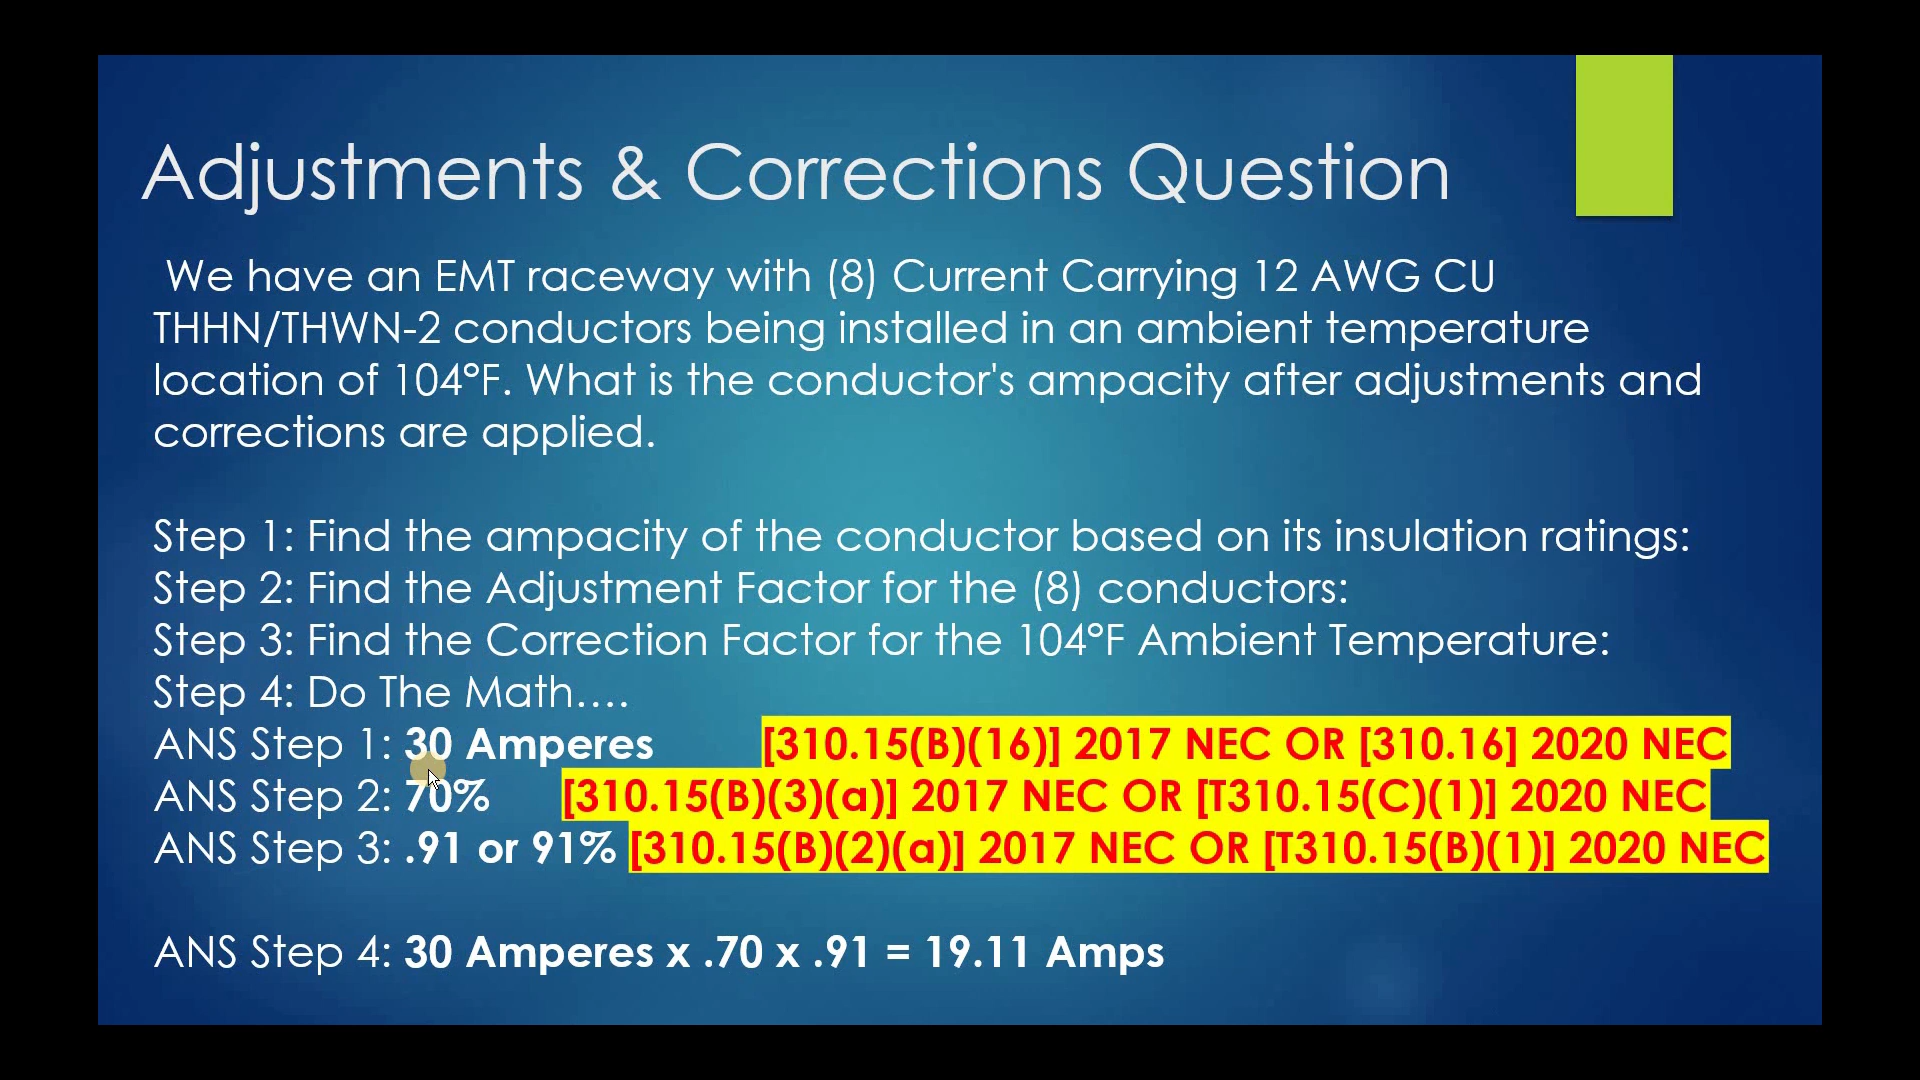 Adjustments & Corrections Question
We have an EMT raceway with (8) Current Carrying 12 AWG CU
THHN/THWN-2 conductors being installed in an ambient temperature
location of 104°F. What is the conductor's ampacity after adjustments and
corrections are applied.
Step 1: Find the ampacity of the conductor based on its insulation ratings:
Step 2: Find the Adjustment Factor for the (8) conductors:
Step 3: Find the Correction Factor for the 104°F Ambient Temperature:
Step 4: Do The Math....
ANS Step 1: 30 Amperes [310.15(B)(16)] 2017 NEC OR [310.16] 2020 NEC
ANS Step 2: 70% [310.15(B)(3)(a)] 2017 NEC OR [T310.15(C)(1)] 2020 NEC
ANS Step 3: .91 or 91% [310.15(B)(2)(a)] 2017 NEC OR [T310.15(B)(1)] 2020 NEC
ANS Step 4: 30 Amperes x .70 x .91 = 19.11 Amps